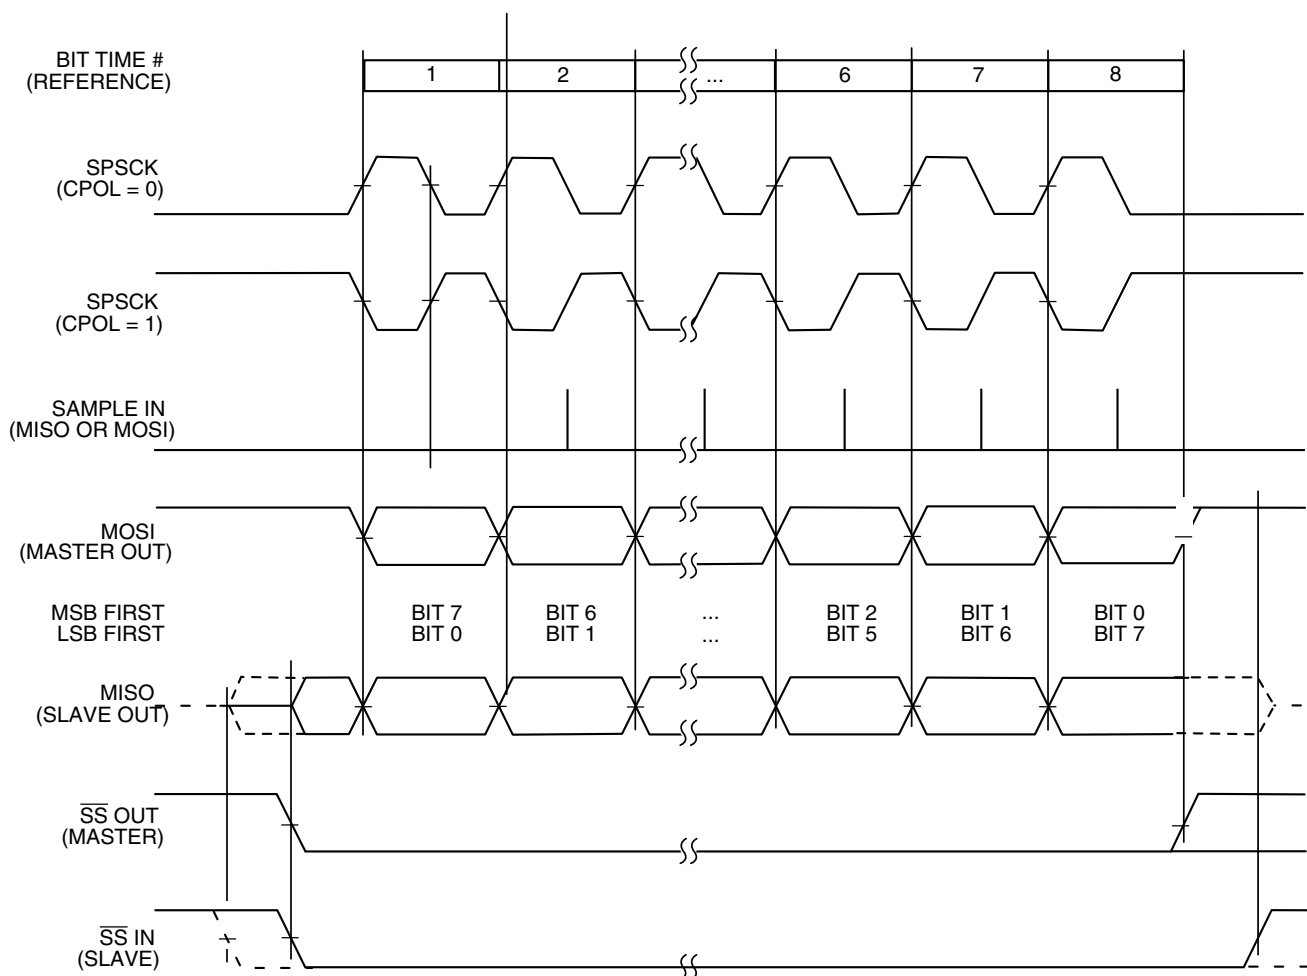 BIT TIME #
(REFERENCE)
1 2 ... 6 7 8
SPSCK
(CPOL = 0)
SPSCK
(CPOL = 1)
SAMPLE IN
(MISO OR MOSI)
MOSI
(MASTER OUT)
MSB FIRST BIT 7 BIT 6 ... BIT 2 BIT 1 BIT 0
LSB FIRST BIT 0 BIT 1 ... BIT 5 BIT 6 BIT 7
MISO
(SLAVE OUT)
S̅S̅ OUT
(MASTER)
S̅S̅ IN
(SLAVE)